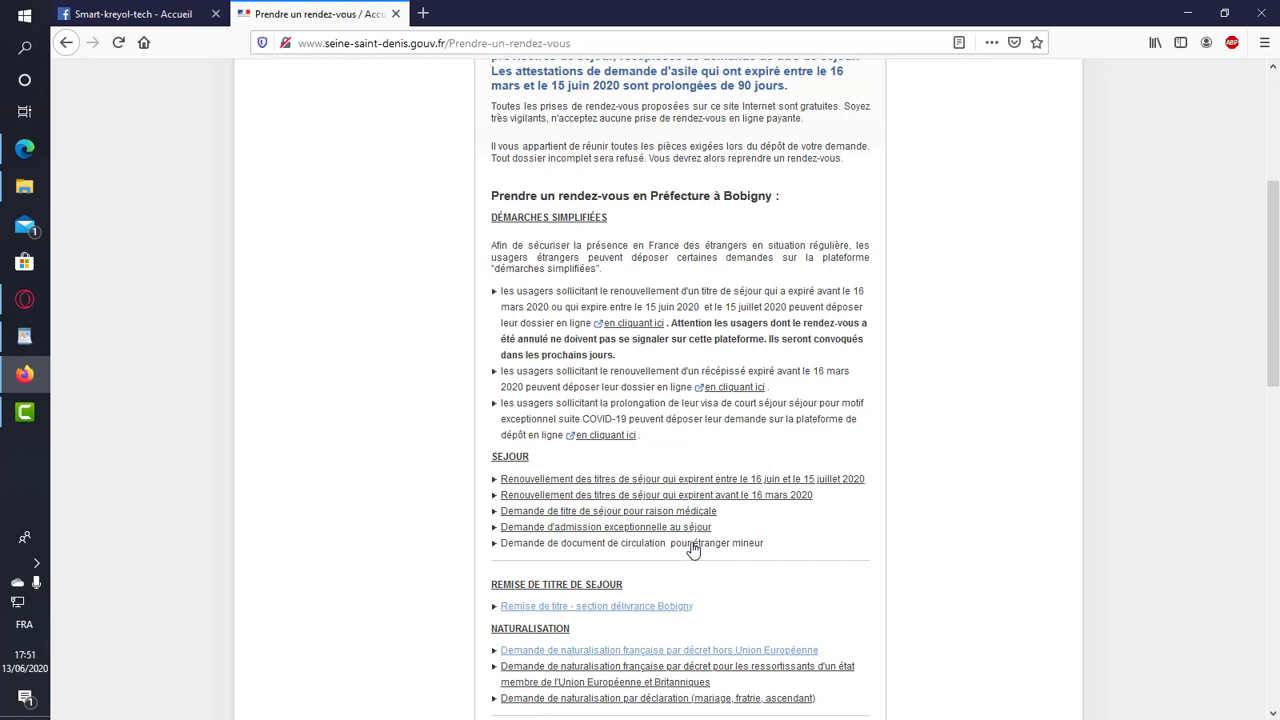 Smart-kreyol-tech - Accueil
Prendre un rendez-vous / Accu
www.seine-saint-denis.gouv.fr/Prendre-un-rendez-vous
ABP
Les attestations de demande d'asile qui ont expiré entre le 16
mars et le 15 juin 2020 sont prolongées de 90 jours.
Toutes les prises de rendez-vous proposées sur ce site Internet sont gratuites. Soyez
très vigilants, n'acceptez aucune prise de rendez-vous en ligne payante.
Il vous appartient de réunir toutes les pièces exigées lors du dépôt de votre demande.
Tout dossier incomplet sera refusé. Vous devrez alors reprendre un rendez-vous.
Prendre un rendez-vous en Préfecture à Bobigny :
DÉMARCHES SIMPLIFIÉES
Afin de sécuriser la présence en France des étrangers en situation régulière, les
usagers étrangers peuvent déposer certaines demandes sur la plateforme
"démarches simplifiées".
les usagers sollicitant le renouvellement d'un titre de séjour qui a expiré avant le 16
mars 2020 ou qui expire entre le 15 juin 2020 et le 15 juillet 2020 peuvent déposer
leur dossier en ligne en cliquant ici . Attention les usagers dont le rendez-vous a
été annulé ne doivent pas se signaler sur cette plateforme. Ils seront convoqués
dans les prochains jours.
les usagers sollicitant le renouvellement d'un récépissé expiré avant le 16 mars
2020 peuvent déposer leur dossier en ligne en cliquant ici .
les usagers sollicitant la prolongation de leur visa de court séjour séjour pour motif
exceptionnel suite COVID-19 peuvent déposer leur demande sur la plateforme de
dépôt en ligne en cliquant ici .
SEJOUR
Renouvellement des titres de séjour qui expirent entre le 16 juin et le 15 juillet 2020
Renouvellement des titres de séjour qui expirent avant le 16 mars 2020
Demande de titre de séjour pour raison médicale
Demande d'admission exceptionnelle au séjour
Demande de document de circulation pour étranger mineur
REMISE DE TITRE DE SEJOUR
Remise de titre - section délivrance Bobigny
NATURALISATION
Demande de naturalisation française par décret hors Union Européenne
Demande de naturalisation française par décret pour les ressortissants d'un état
membre de l'Union Européenne et Britanniques
Demande de naturalisation par déclaration (mariage, fratrie, ascendant)
1
FRA
17:51
13/06/2020
1